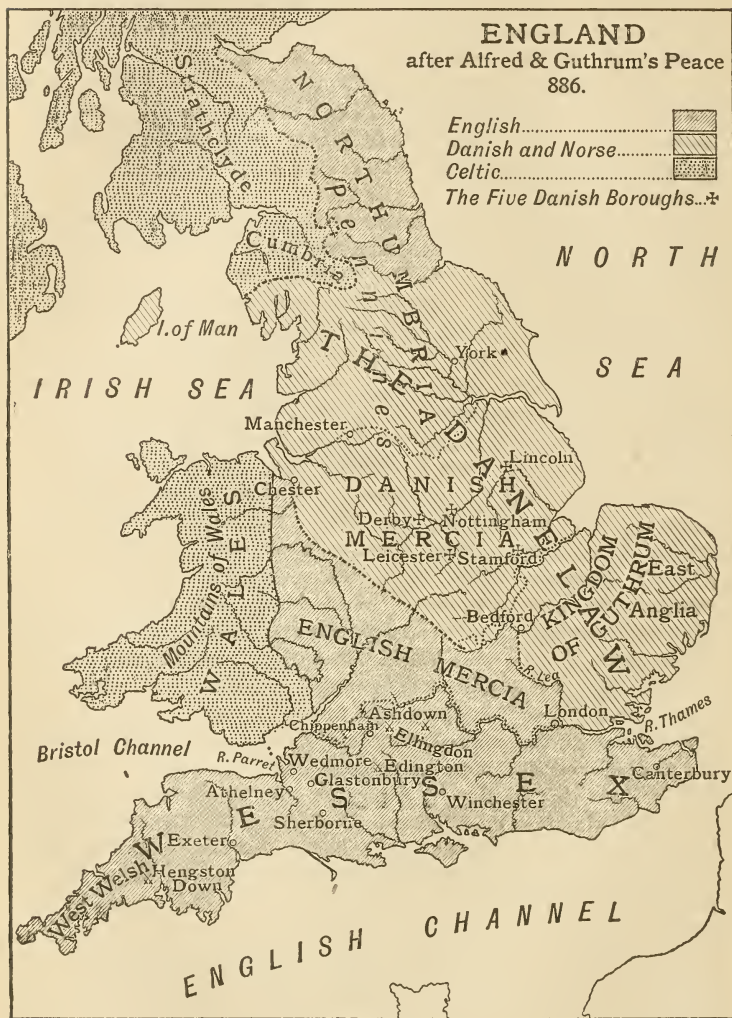 ENGLAND
after Alfred & Guthrum's Peace
886.
English
Danish and Norse
Celtic
The Five Danish Boroughs
Strathclyde
NORTHUMBRIA
Pennines
Cumbria
NORTH
SEA
I. of Man
IRISH SEA
York
THE DANELAW
Manchester
Lincoln
Chester
DANISH
MERCIA
Derby
Nottingham
Leicester
Stamford
Mountains of Wales
WALES
KINGDOM
OF GUTHRUM
East
Anglia
Bedford
ENGLISH MERCIA
R. Lea
London
R. Thames
Ashdown
Chippenham
Ellungdon
Bristol Channel
R. Parret
Wedmore
Edington
Glastonbury
Athelney
Winchester
Canterbury
Sherborne
WESSEX
Exeter
Hengston
Down
West Welsh
ENGLISH CHANNEL